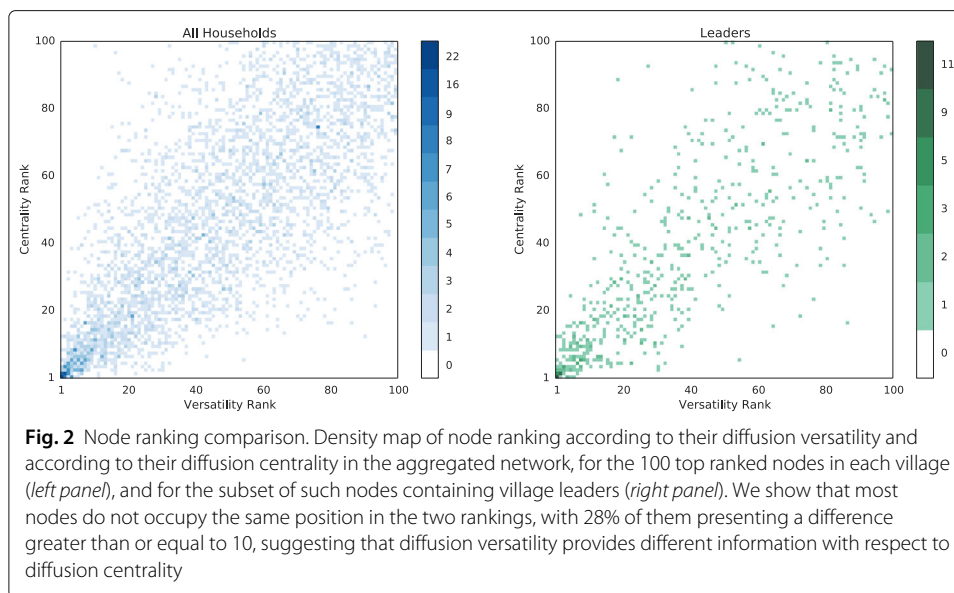 All Households
Centrality Rank
100
80
60
40
20
1
1 20 40 60 80 100
Versatility Rank
22
16
9
8
7
6
5
4
3
2
1
0
Leaders
Centrality Rank
100
80
60
40
20
1
1 20 40 60 80 100
Versatility Rank
11
9
5
3
2
1
0
Fig. 2 Node ranking comparison. Density map of node ranking according to their diffusion versatility and
according to their diffusion centrality in the aggregated network, for the 100 top ranked nodes in each village
(left panel), and for the subset of such nodes containing village leaders (right panel). We show that most
nodes do not occupy the same position in the two rankings, with 28% of them presenting a difference
greater than or equal to 10, suggesting that diffusion versatility provides different information with respect to
diffusion centrality